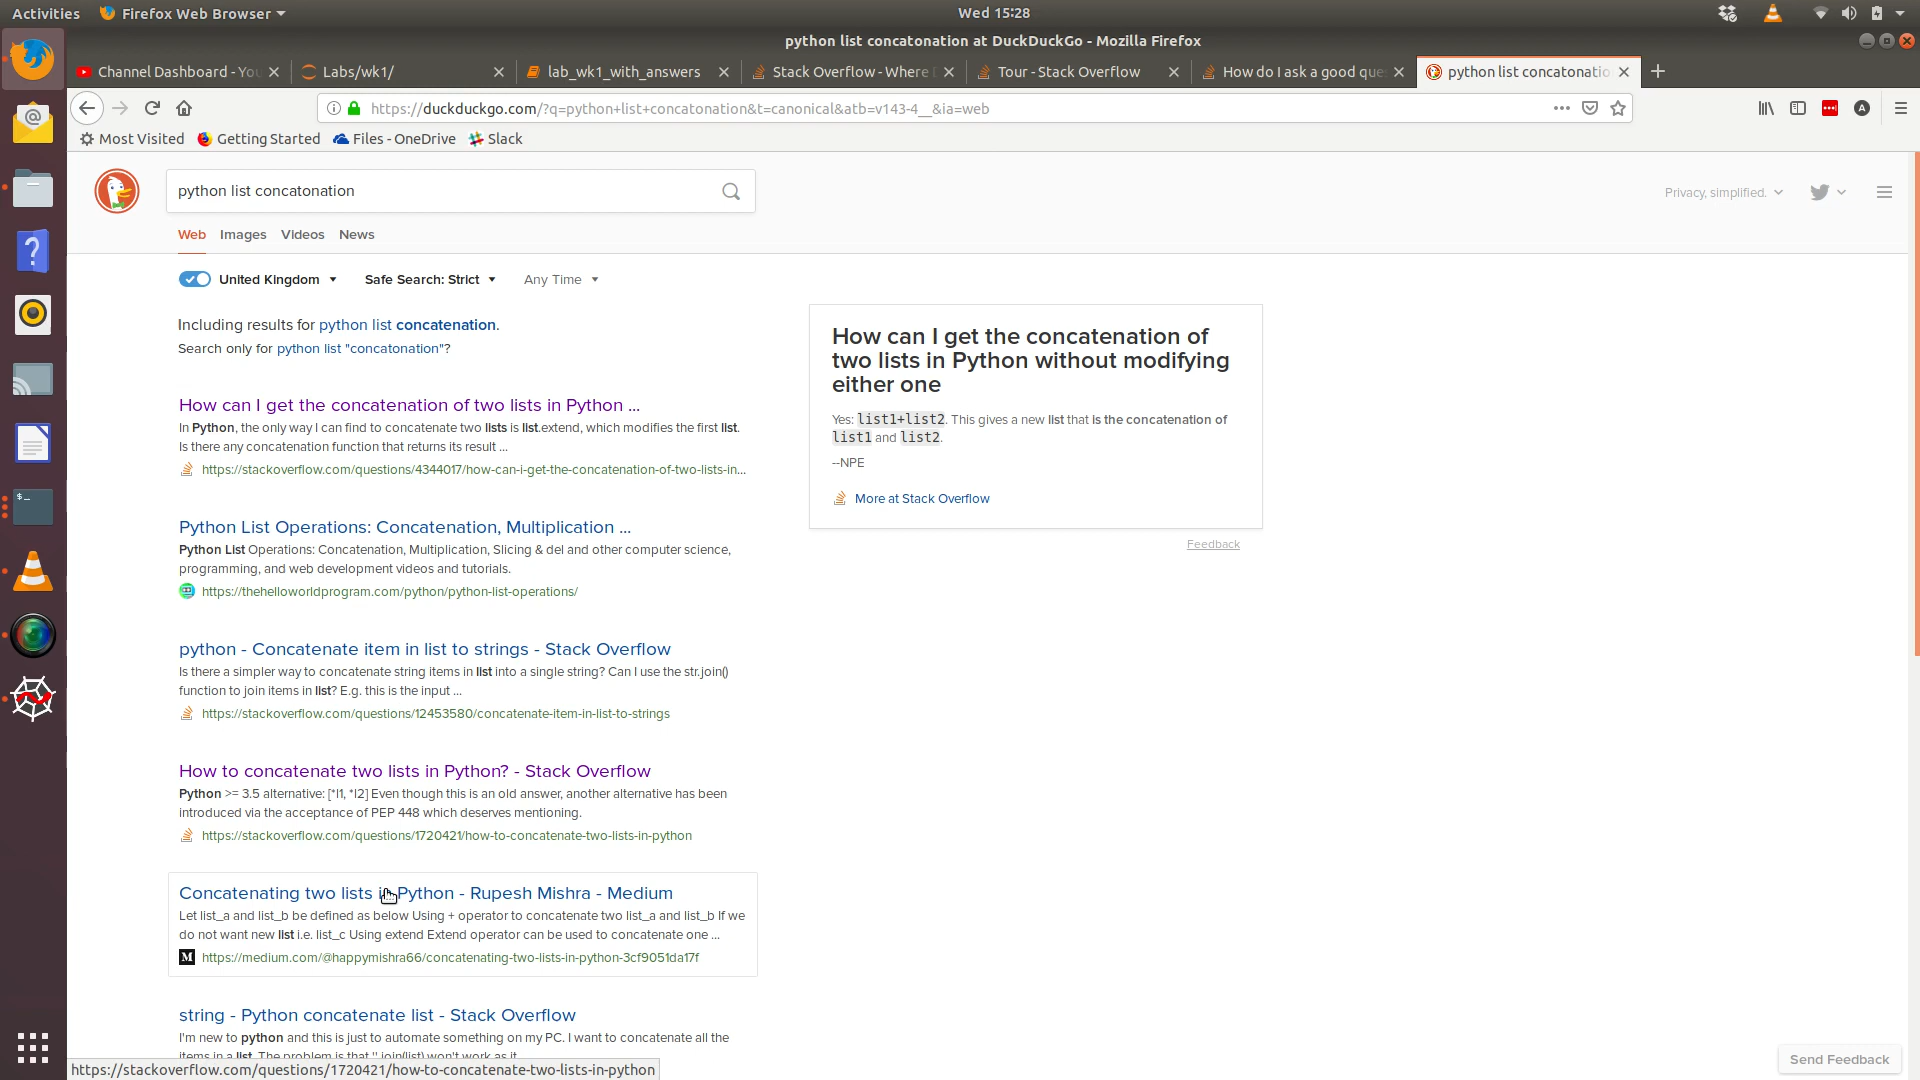 Activities Firefox Web Browser Wed 15:28
python list concatonation at DuckDuckGo - Mozilla Firefox
Channel Dashboard - You Labs/wk1/ lab_wk1_with_answers Stack Overflow - Where D Tour - Stack Overflow How do I ask a good que python list concatonatio
https://duckduckgo.com/?q=python+list+concatonation&t=canonical&atb=v143-4__&ia=web
Most Visited Getting Started Files - OneDrive Slack
python list concatonation
Privacy, simplified.
Web Images Videos News
United Kingdom Safe Search: Strict Any Time
Including results for python list concatenation.
Search only for python list "concatonation"?
How can I get the concatenation of two lists in Python ...
In Python, the only way I can find to concatenate two lists is list.extend, which modifies the first list.
Is there any concatenation function that returns its result ...
https://stackoverflow.com/questions/4344017/how-can-i-get-the-concatenation-of-two-lists-in...
Python List Operations: Concatenation, Multiplication ...
Python List Operations: Concatenation, Multiplication, Slicing & del and other computer science,
programming, and web development videos and tutorials.
https://thehelloworldprogram.com/python/python-list-operations/
python - Concatenate item in list to strings - Stack Overflow
Is there a simpler way to concatenate string items in list into a single string? Can I use the str.join()
function to join items in list? E.g. this is the input ...
https://stackoverflow.com/questions/12453580/concatenate-item-in-list-to-strings
How to concatenate two lists in Python? - Stack Overflow
Python >= 3.5 alternative: [*l1, *l2] Even though this is an old answer, another alternative has been
introduced via the acceptance of PEP 448 which deserves mentioning.
https://stackoverflow.com/questions/1720421/how-to-concatenate-two-lists-in-python
Concatenating two lists in Python - Rupesh Mishra - Medium
Let list_a and list_b be defined as below Using + operator to concatenate two list_a and list_b If we
do not want new list i.e. list_c Using extend Extend operator can be used to concatenate one ...
M https://medium.com/@happymishra66/concatenating-two-lists-in-python-3cf9051da17f
string - Python concatenate list - Stack Overflow
I'm new to python and this is just to automate something on my PC. I want to concatenate all the
items in a list. The problem is that ''.join(list) won't work as it
https://stackoverflow.com/questions/1720421/how-to-concatenate-two-lists-in-python
How can I get the concatenation of
two lists in Python without modifying
either one
Yes: list1+list2. This gives a new list that is the concatenation of
list1 and list2.
--NPE
More at Stack Overflow
Feedback
Send Feedback